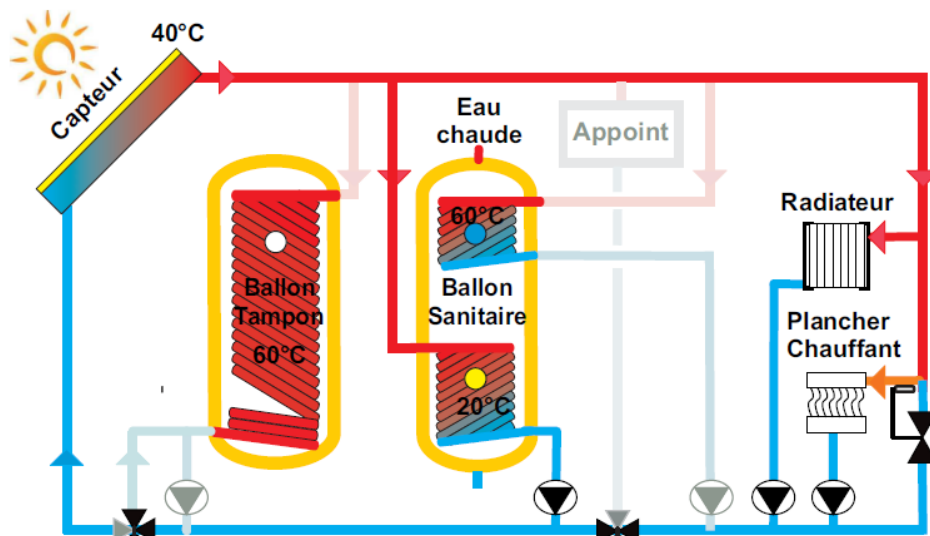 40°C
Capteur
Eau
chaude
Appoint
60°C
Radiateur
Ballon
Tampon
60°C
Ballon
Sanitaire
20°C
Plancher
Chauffant